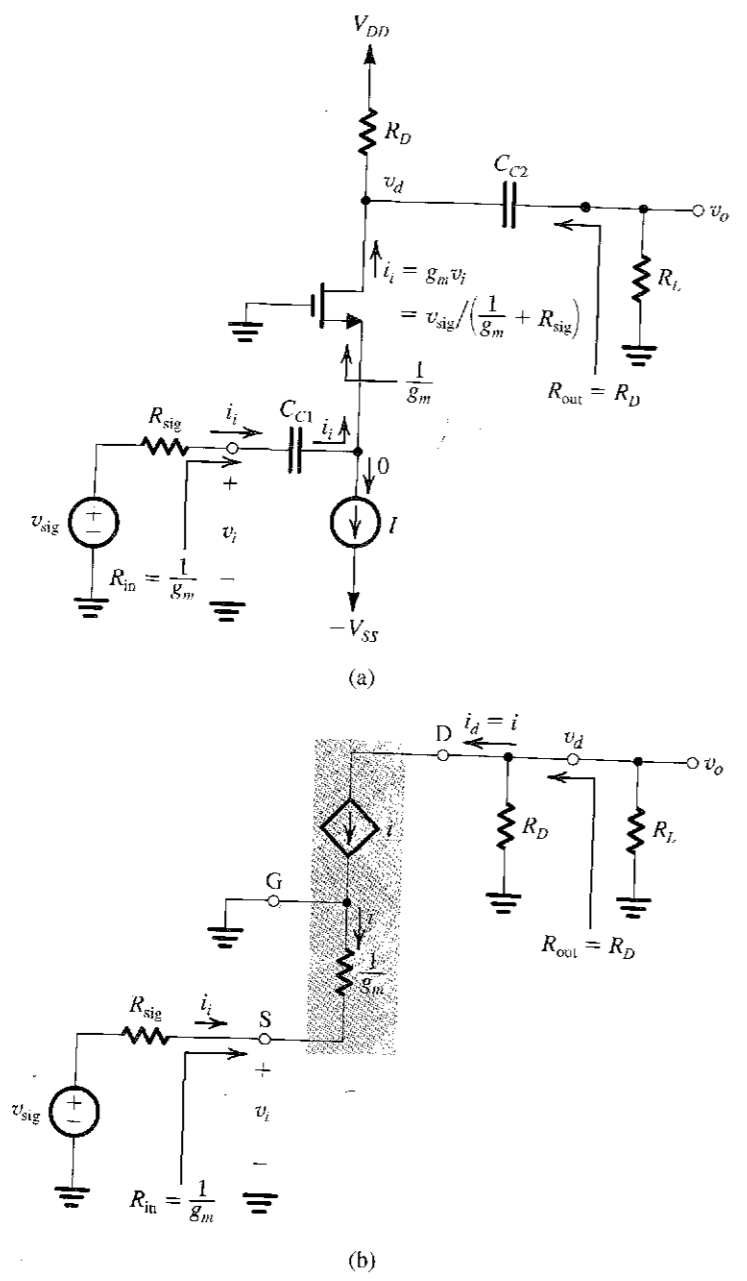 V_DD
R_D
C_C2
v_d
v_o
i_i = g_m v_i
= v_sig/(1/g_m + R_sig)
R_L
1/g_m
R_out = R_D
R_sig
i_i
C_C1
i_i
0
+
v_sig
+
−
v_i
I
R_in = 1/g_m
−
−V_SS
(a)
D
i_d = i
v_d
v_o
i
R_D
R_L
G
i
R_out = R_D
1/g_m
R_sig
i_i
S
+
v_sig
+
−
v_i
−
R_in = 1/g_m
(b)